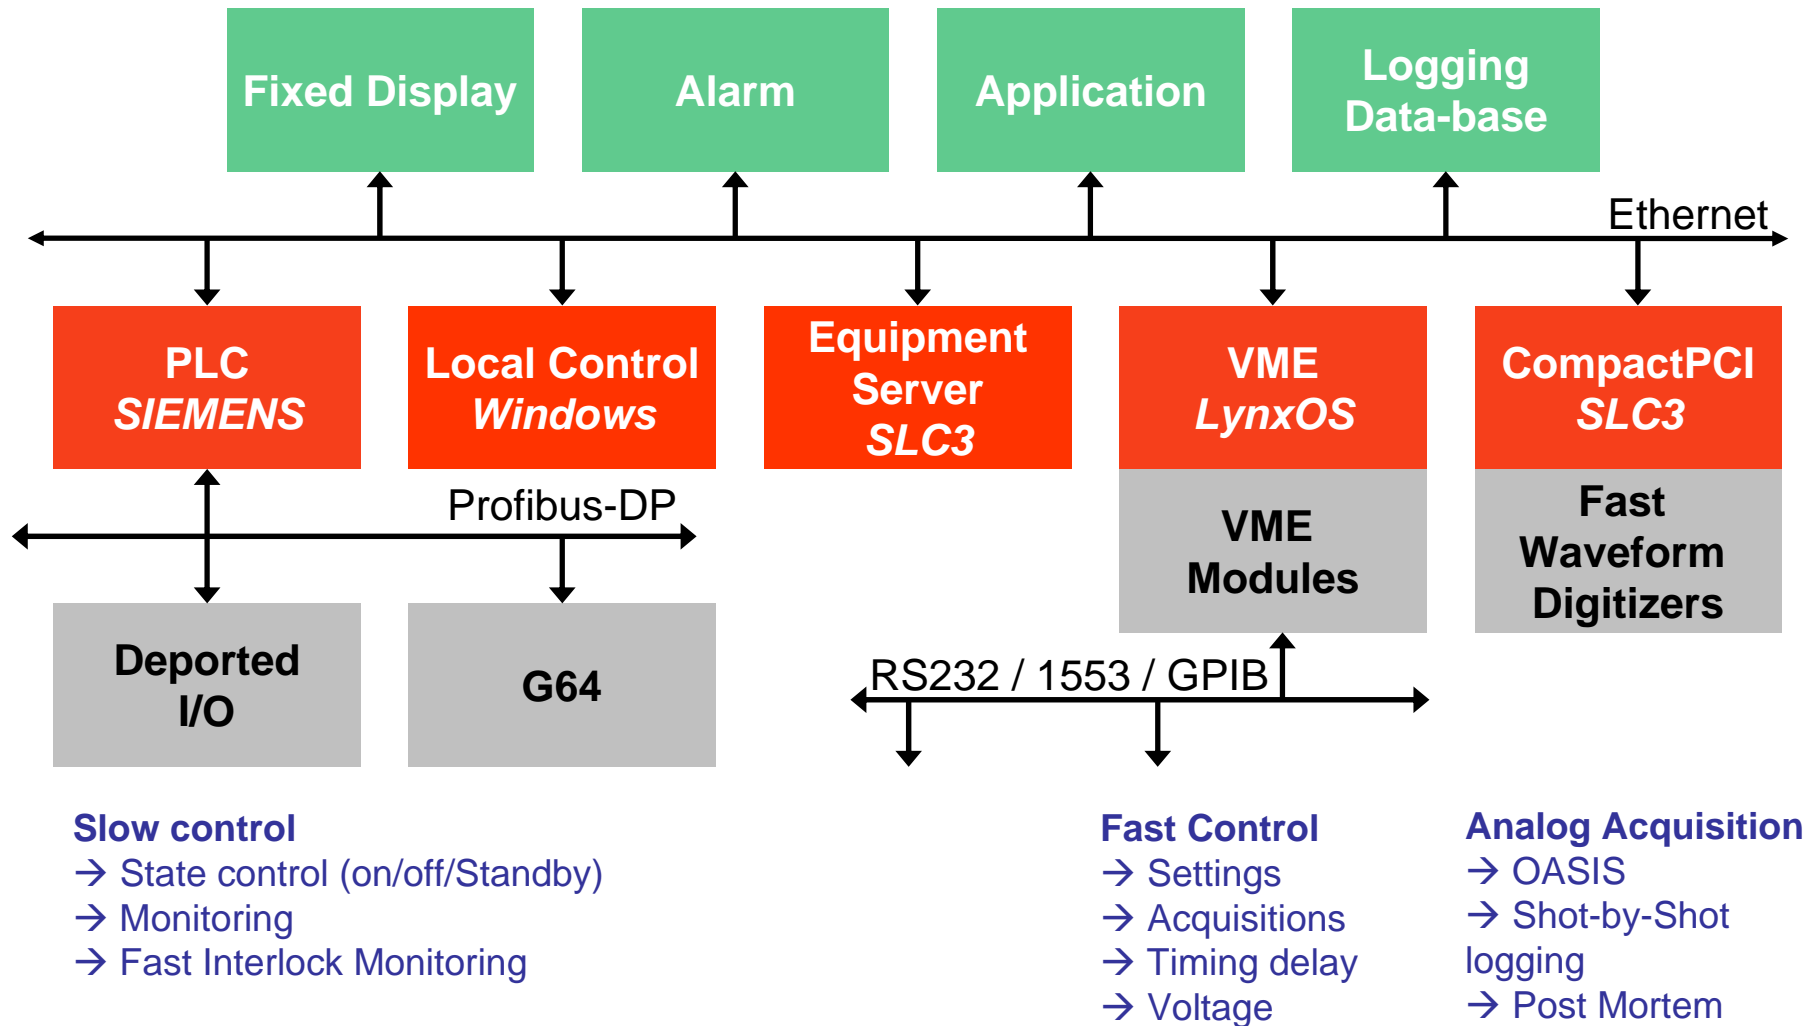 Fixed Display
Alarm
Application
Logging
Data-base
Ethernet
PLC
SIEMENS
Local Control
Windows
Equipment
Server
SLC3
VME
LynxOS
CompactPCI
SLC3
Profibus-DP
VME
Modules
Fast
Waveform
Digitizers
Deported
I/O
G64
RS232 / 1553 / GPIB
Slow control
→ State control (on/off/Standby)
→ Monitoring
→ Fast Interlock Monitoring
Fast Control
→ Settings
→ Acquisitions
→ Timing delay
→ Voltage
Analog Acquisition
→ OASIS
→ Shot-by-Shot
logging
→ Post Mortem